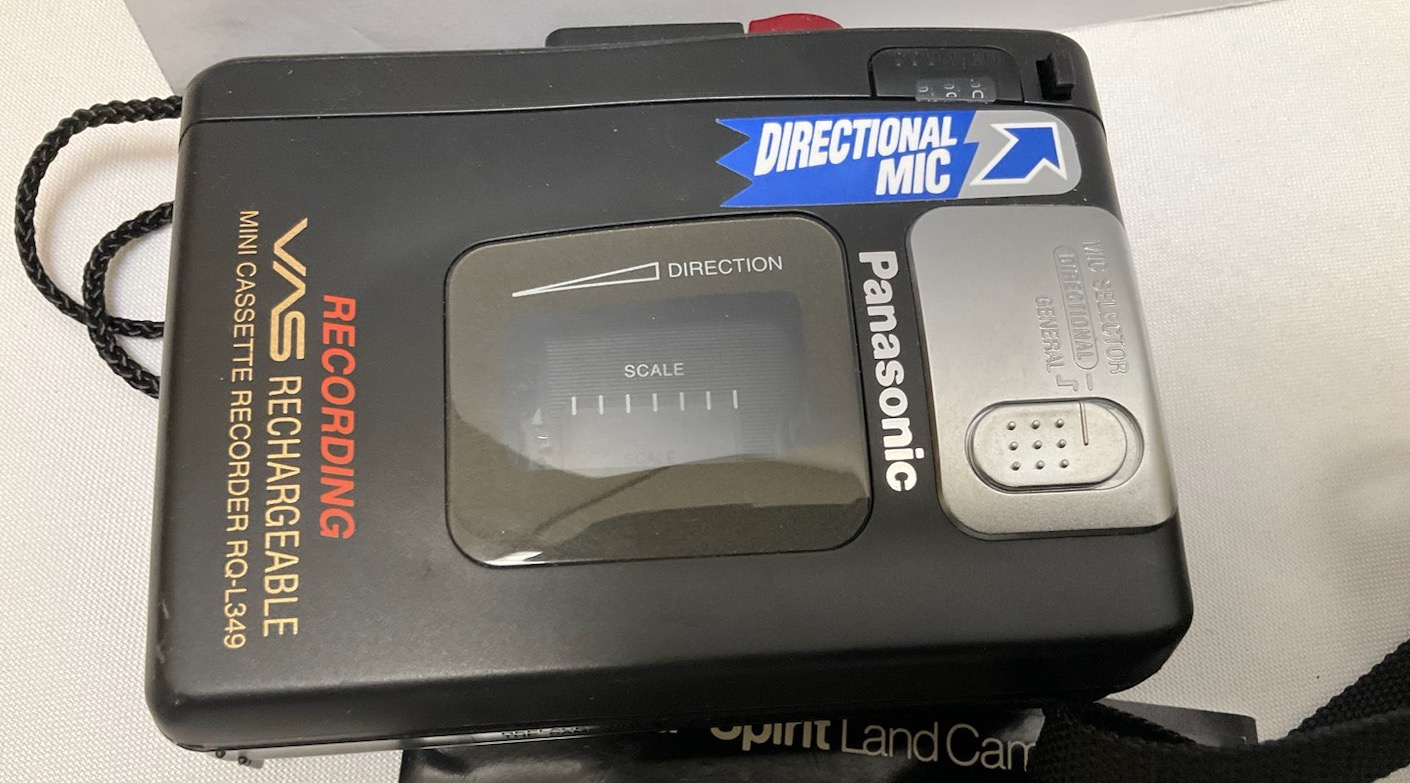 DIRECTIONAL
MIC
DIRECTION
SCALE
SCALE
Panasonic
MIC SELECTOR
DIRECTIONAL
GENERAL
RECORDING
VAS RECHARGEABLE
MINI CASSETTE RECORDER RQ-L349
Spirit Land Cam